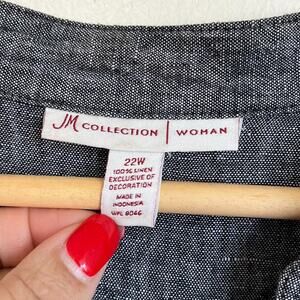 JM COLLECTION | WOMAN
22W
100% LINEN
EXCLUSIVE OF
DECORATION
MADE IN
INDONESIA
WPL 8046